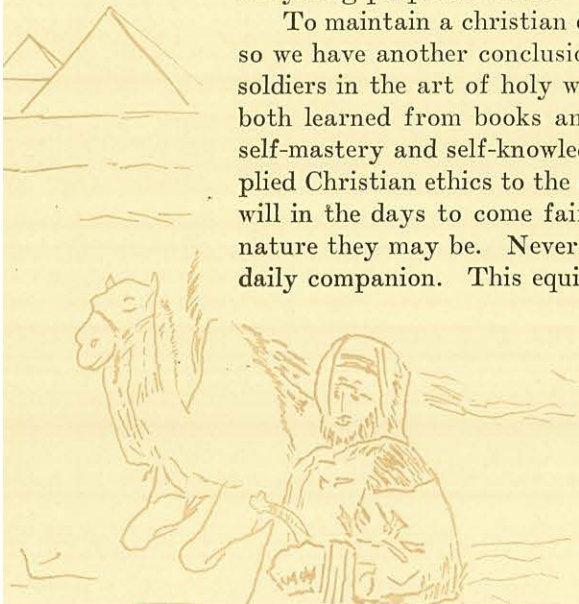 To maintain a christian
so we have another conclusio
soldiers in the art of holy w
both learned from books an
self-mastery and self-knowled
plied Christian ethics to the
will in the days to come fai
nature they may be. Never
daily companion. This equi